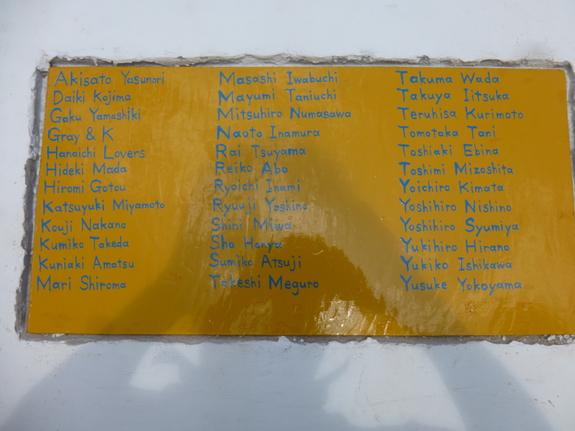 Akisato Yasunori
Daiki Kojima
Gaku Yamashiki
Gray & K
Hanaichi Lovers
Hideki Mada
Hiromi Gotou
Katsuyuki Miyamoto
Kouji Nakano
Kumiko Takeda
Kuniaki Amatsu
Mari Shiroma
Masashi Iwabuchi
Mayumi Taniuchi
Mitsuhiro Numasawa
Naoto Inamura
Rai Tsuyama
Reiko Abo
Ryoichi Inami
Ryuuji Yoshino
Shini Miwa
Sho Honya
Sumiko Atsuji
Takeshi Meguro
Takuma Wada
Takuya Iitsuka
Teruhisa Kurimoto
Tomotaka Tani
Toshiaki Ebina
Toshimi Mizoshita
Yoichiro Kimata
Yoshihiro Nishino
Yoshihiro Syumiya
Yukihiro Hirano
Yukiko Ishikawa
Yusuke Yokoyama